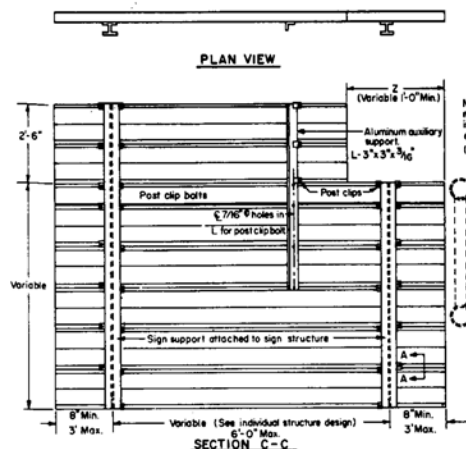 PLAN VIEW
Z
(Variable 1'-0" Min.)
2'-6"
Aluminum auxiliary
support.
L-3"x3"x3/16"
Post clips
Post clip bolts
℄ 7/16" Φ holes in
L for post clip bolt
Variable
Sign support attached to sign structure
A
A
8" Min.
3' Max.
Variable (See individual structure design)
6'-0" Max.
8" Min.
3' Max.
SECTION C-C